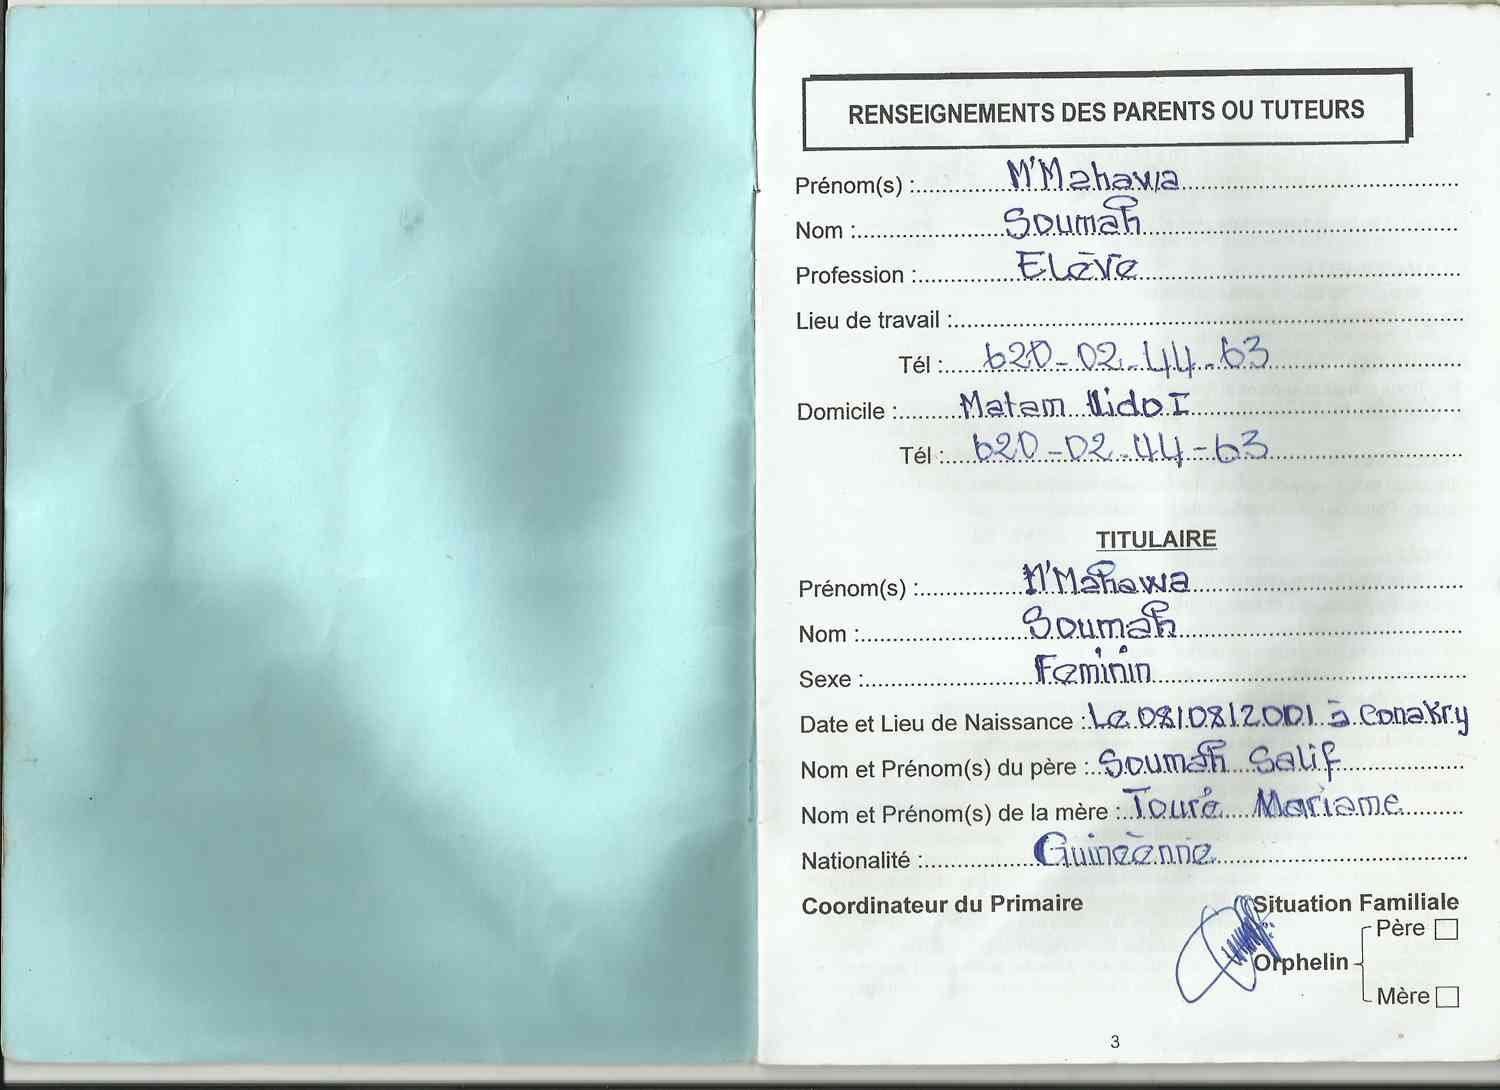 RENSEIGNEMENTS DES PARENTS OU TUTEURS
Prénom(s) : M'Mahawa
Nom : Soumah
Profession : Elève
Lieu de travail :
Tél : 620-02-44-63
Domicile : Matam Lido I
Tél : 620-02-44-63
TITULAIRE
Prénom(s) : M'Mahawa
Nom : Soumah
Sexe : Feminin
Date et Lieu de Naissance : Le 08/08/2001 à Conakry
Nom et Prénom(s) du père : Soumah Salif
Nom et Prénom(s) de la mère : Touré Mariame
Nationalité : Guinéenne
Coordinateur du Primaire Situation Familiale
Père
Orphelin
Mère
3